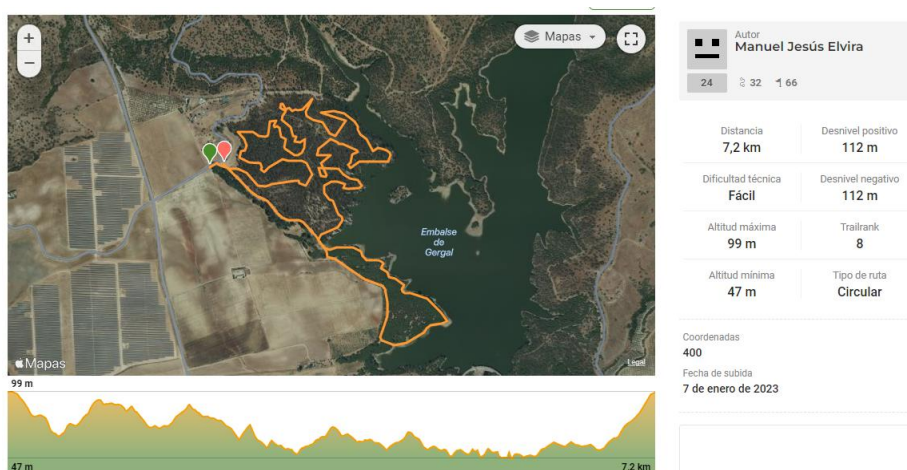 +
−
Mapas
Embalse
de
Gergal
Mapas
Legal
99 m
47 m
7,2 km
Autor
Manuel Jesús Elvira
24
32
66
Distancia
7,2 km
Desnivel positivo
112 m
Dificultad técnica
Fácil
Desnivel negativo
112 m
Altitud máxima
99 m
Trailrank
8
Altitud mínima
47 m
Tipo de ruta
Circular
Coordenadas
400
Fecha de subida
7 de enero de 2023